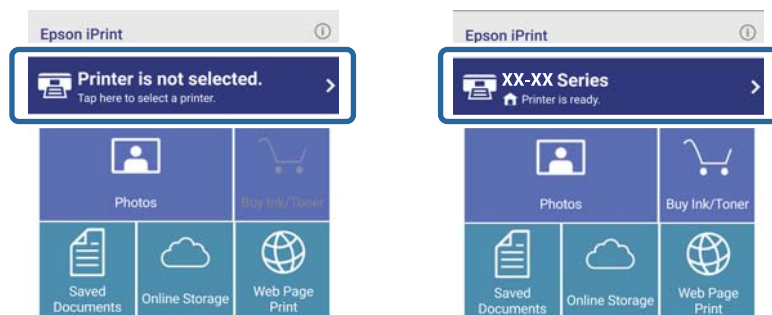 Epson iPrint
Printer is not selected.
Tap here to select a printer.
Photos
Buy Ink/Toner
Saved
Documents
Online Storage
Web Page
Print
Epson iPrint
XX-XX Series
Printer is ready.
Photos
Buy Ink/Toner
Saved
Documents
Online Storage
Web Page
Print